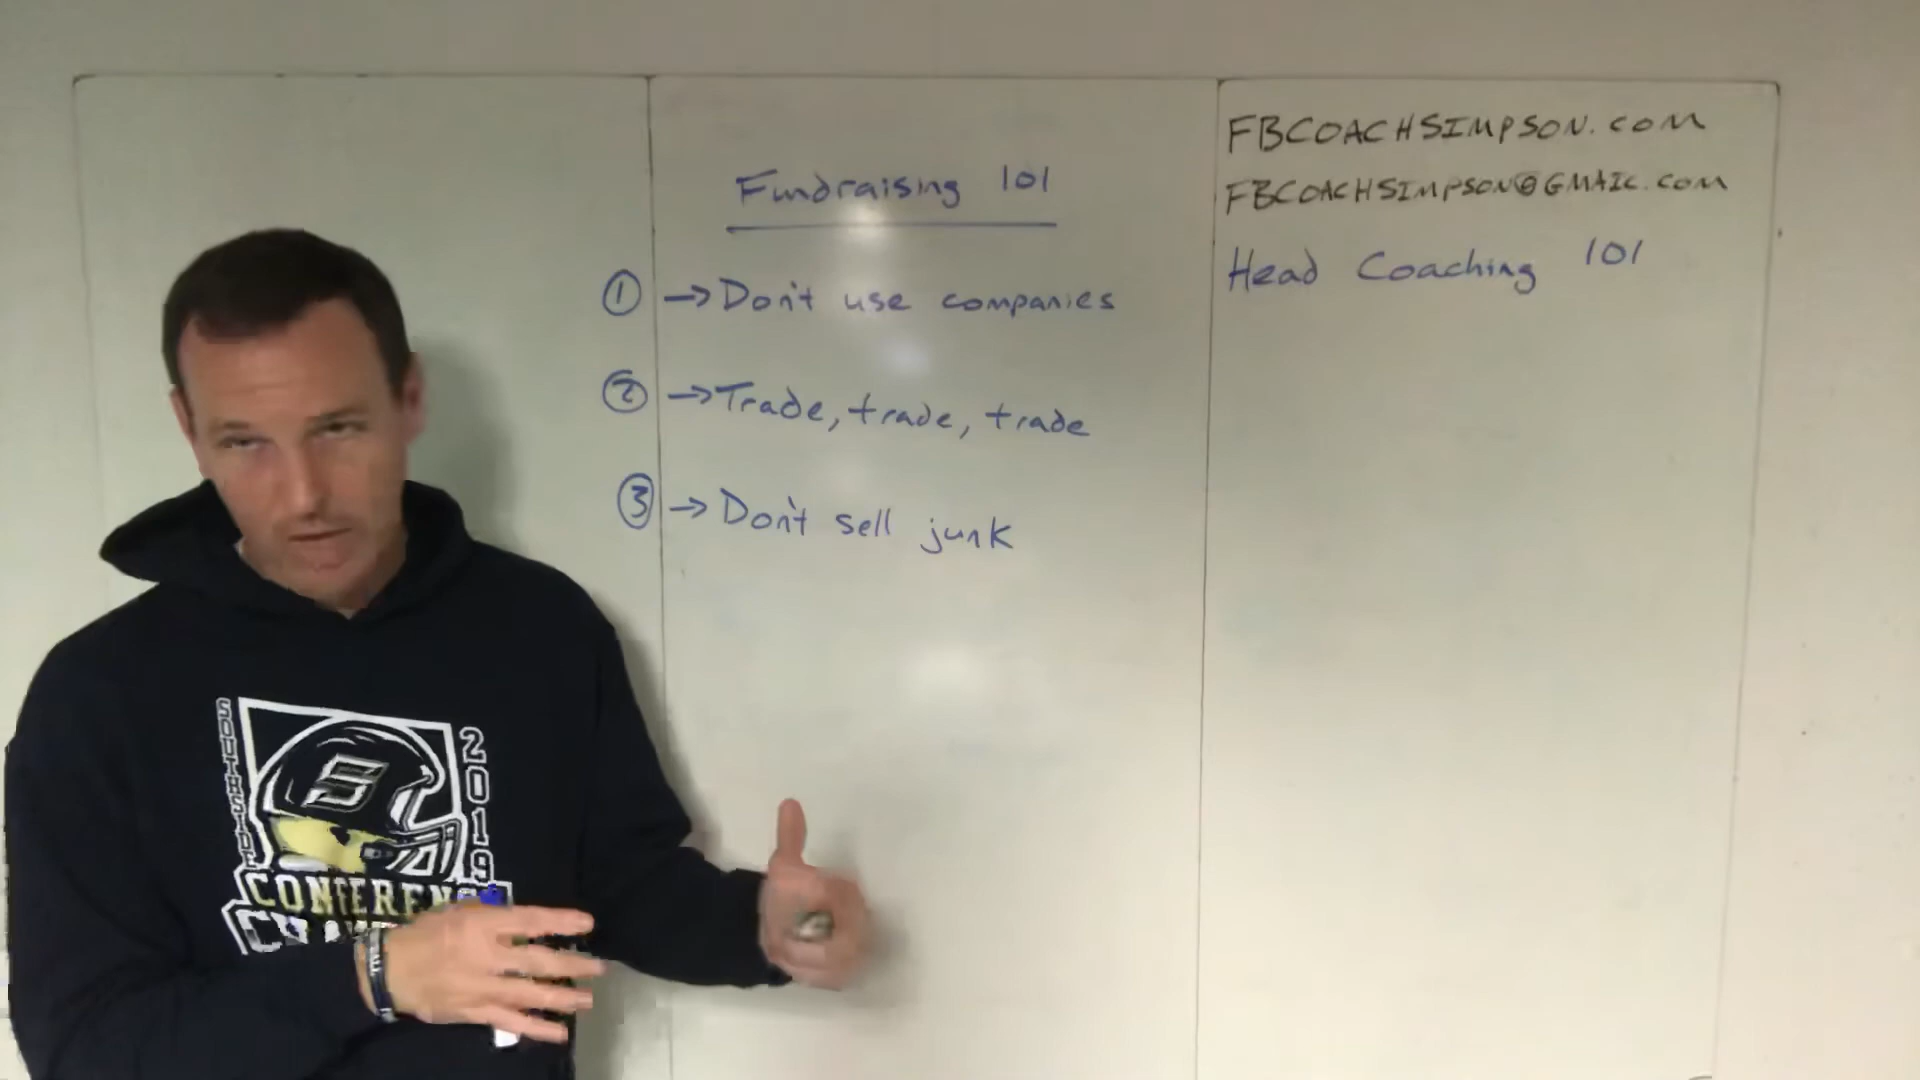 Fundraising 101
① → Don't use companies
② → Trade, trade, trade
③ → Don't sell junk
FBCOACHSIMPSON.COM
FBCOACHSIMPSON@GMAIL.COM
Head Coaching 101
SOUTHSIDE
2019
S